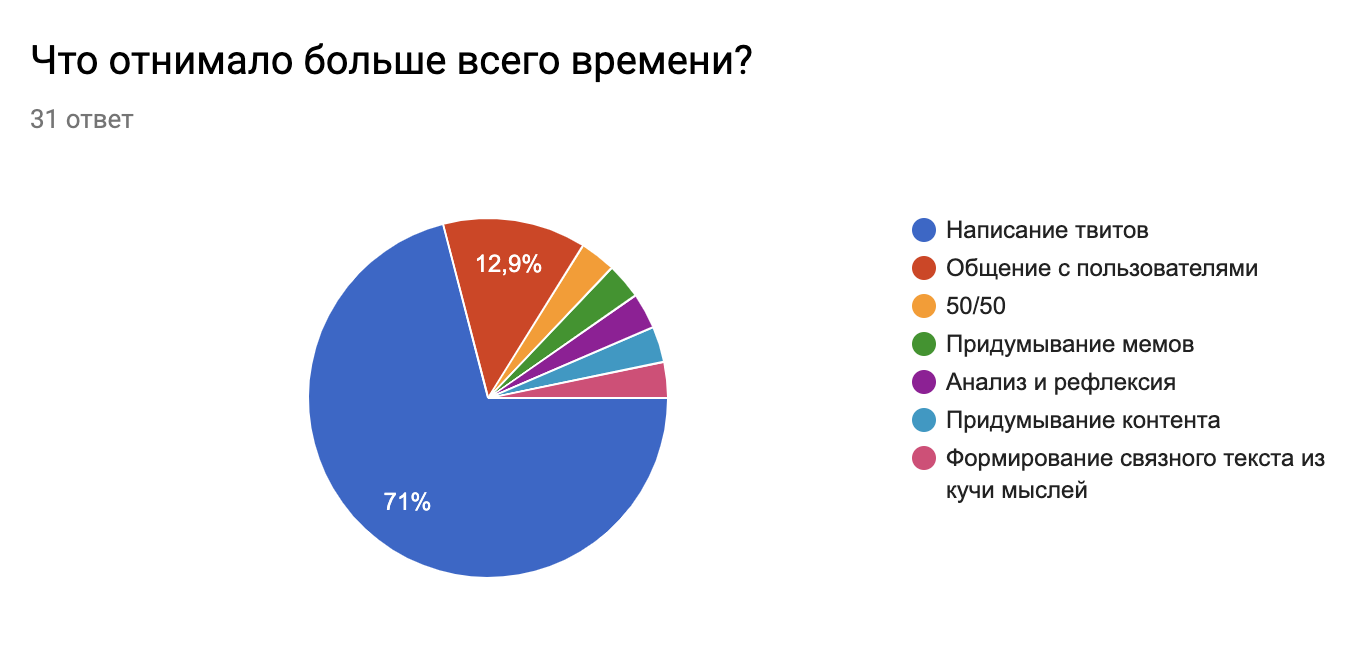 Что отнимало больше всего времени?
31 ответ
12,9%
71%
Написание твитов
Общение с пользователями
50/50
Придумывание мемов
Анализ и рефлексия
Придумывание контента
Формирование связного текста из
кучи мыслей